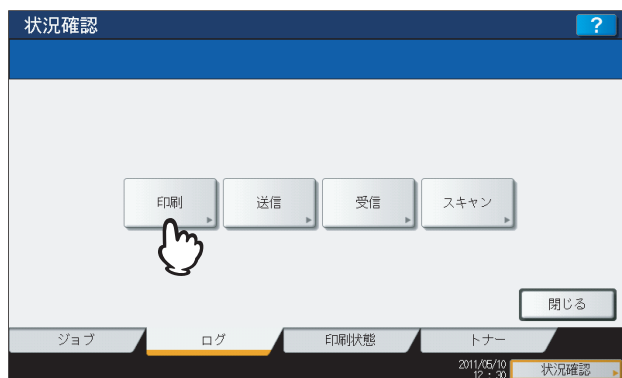 状況確認
?
印刷 送信 受信 スキャン
閉じる
ジョブ ログ 印刷状態 トナー
2011/05/10
12:30 状況確認